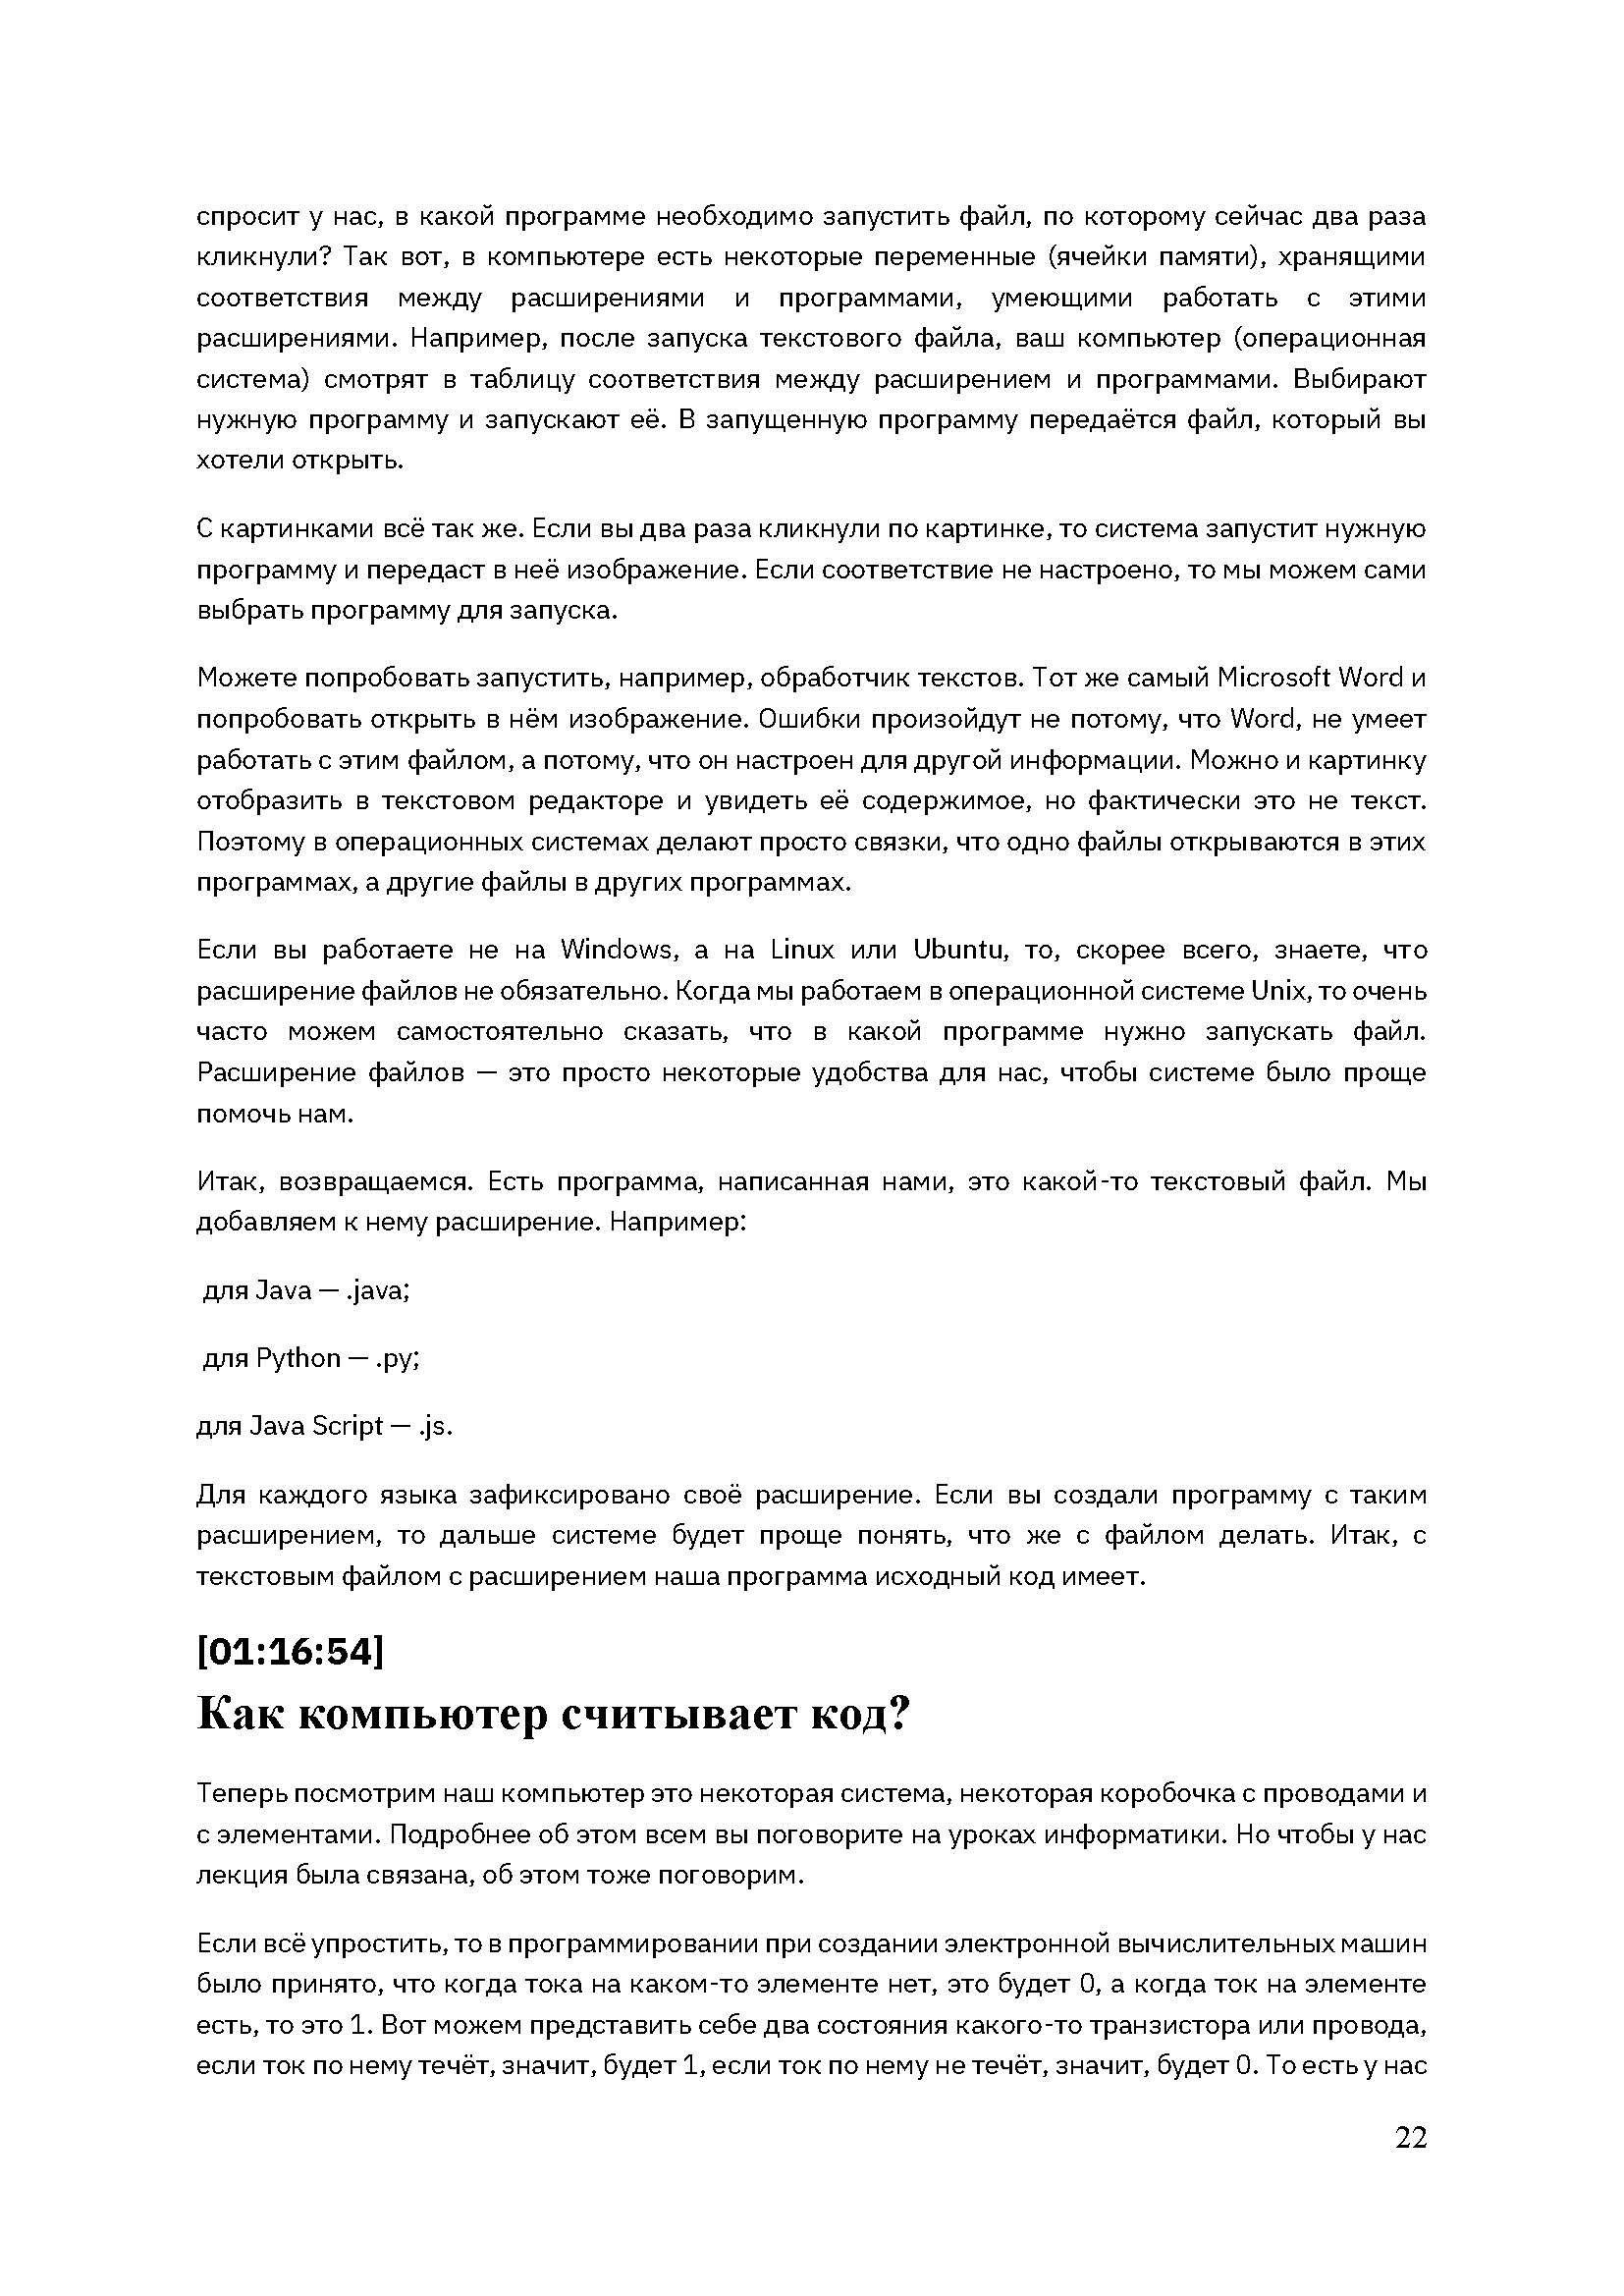 спросит у нас, в какой программе необходимо запустить файл, по которому сейчас два раза
кликнули? Так вот, в компьютере есть некоторые переменные (ячейки памяти), хранящими
соответствия между расширениями и программами, умеющими работать с этими
расширениями. Например, после запуска текстового файла, ваш компьютер (операционная
система) смотрят в таблицу соответствия между расширением и программами. Выбирают
нужную программу и запускают её. В запущенную программу передаётся файл, который вы
хотели открыть.
С картинками всё так же. Если вы два раза кликнули по картинке, то система запустит нужную
программу и передаст в неё изображение. Если соответствие не настроено, то мы можем сами
выбрать программу для запуска.
Можете попробовать запустить, например, обработчик текстов. Тот же самый Microsoft Word и
попробовать открыть в нём изображение. Ошибки произойдут не потому, что Word, не умеет
работать с этим файлом, а потому, что он настроен для другой информации. Можно и картинку
отобразить в текстовом редакторе и увидеть её содержимое, но фактически это не текст.
Поэтому в операционных системах делают просто связки, что одно файлы открываются в этих
программах, а другие файлы в других программах.
Если вы работаете не на Windows, а на Linux или Ubuntu, то, скорее всего, знаете, что
расширение файлов не обязательно. Когда мы работаем в операционной системе Unix, то очень
часто можем самостоятельно сказать, что в какой программе нужно запускать файл.
Расширение файлов — это просто некоторые удобства для нас, чтобы системе было проще
помочь нам.
Итак, возвращаемся. Есть программа, написанная нами, это какой-то текстовый файл. Мы
добавляем к нему расширение. Например:
для Java — .java;
для Python — .py;
для Java Script — .js.
Для каждого языка зафиксировано своё расширение. Если вы создали программу с таким
расширением, то дальше системе будет проще понять, что же с файлом делать. Итак, с
текстовым файлом с расширением наша программа исходный код имеет.
[01:16:54]
Как компьютер считывает код?
Теперь посмотрим наш компьютер это некоторая система, некоторая коробочка с проводами и
с элементами. Подробнее об этом всем вы поговорите на уроках информатики. Но чтобы у нас
лекция была связана, об этом тоже поговорим.
Если всё упростить, то в программировании при создании электронной вычислительных машин
было принято, что когда тока на каком-то элементе нет, это будет 0, а когда ток на элементе
есть, то это 1. Вот можем представить себе два состояния какого-то транзистора или провода,
если ток по нему течёт, значит, будет 1, если ток по нему не течёт, значит, будет 0. То есть у нас
22